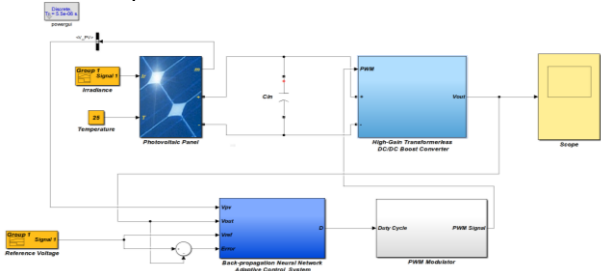 Discrete,
powergui
<V_PV>
Group 1
Signal 1
Irradiance
25
Temperature
m
T
+
-
Photovoltaic Panel
Cin
PWM
+
-
Vout
High-Gain Transformerless
DC/DC Boost Converter
Scope
Group 1
Signal 1
Reference Voltage
Vpv
Vout
Vref
Error
D
Back-propagation Neural Network
Adaptive Control System
Duty Cycle
PWM Signal
PWM Modulator